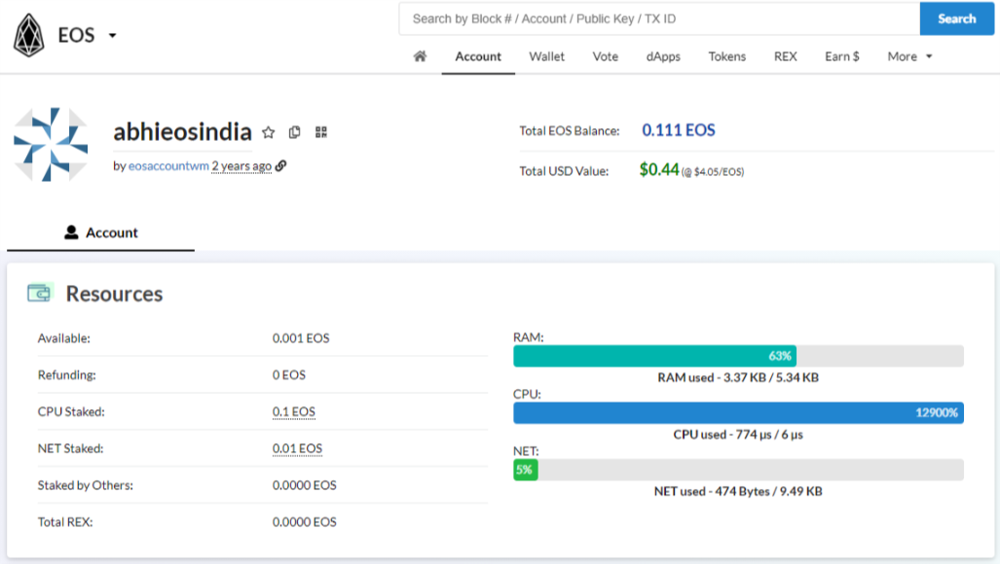 EOS
Search by Block # / Account / Public Key / TX ID
Search
Account Wallet Vote dApps Tokens REX Earn $ More
abhieosindia
by eosaccountwm 2 years ago
Total EOS Balance: 0.111 EOS
Total USD Value: $0.44 (@ $4.05/EOS)
Account
Resources
Available: 0.001 EOS
Refunding: 0 EOS
CPU Staked: 0.1 EOS
NET Staked: 0.01 EOS
Staked by Others: 0.0000 EOS
Total REX: 0.0000 EOS
RAM:
63%
RAM used - 3.37 KB / 5.34 KB
CPU:
12900%
CPU used - 774 µs / 6 µs
NET:
5%
NET used - 474 Bytes / 9.49 KB